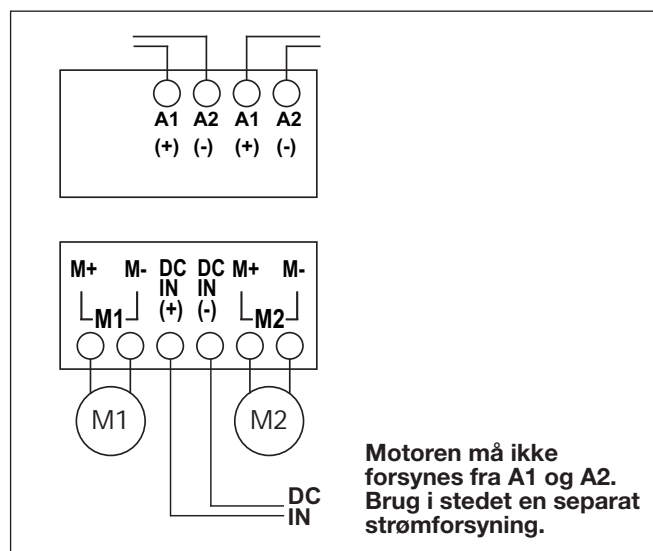 A1 A2 A1 A2
(+) (-) (+) (-)
M+ M- DC DC M+ M-
IN IN
(+) (-)
M1 M2
M1 M2
DC
IN
Motoren må ikke
forsynes fra A1 og A2.
Brug i stedet en separat
strømforsyning.